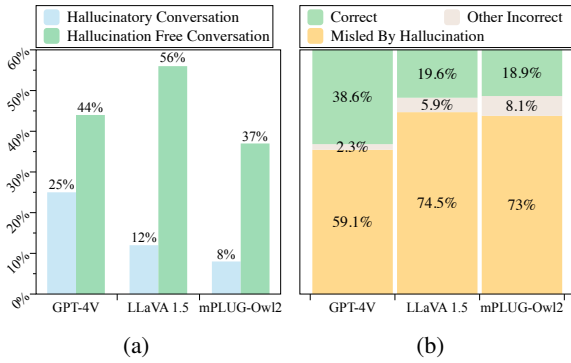 Hallucinatory Conversation
Hallucination Free Conversation
60%
50%
40%
30%
20%
10%
0%
25%
44%
12%
56%
8%
37%
GPT-4V
LLaVA 1.5
mPLUG-Owl2
(a)
Correct
Other Incorrect
Misled By Hallucination
38.6%
19.6%
18.9%
2.3%
5.9%
8.1%
59.1%
74.5%
73%
GPT-4V
LLaVA 1.5
mPLUG-Owl2
(b)